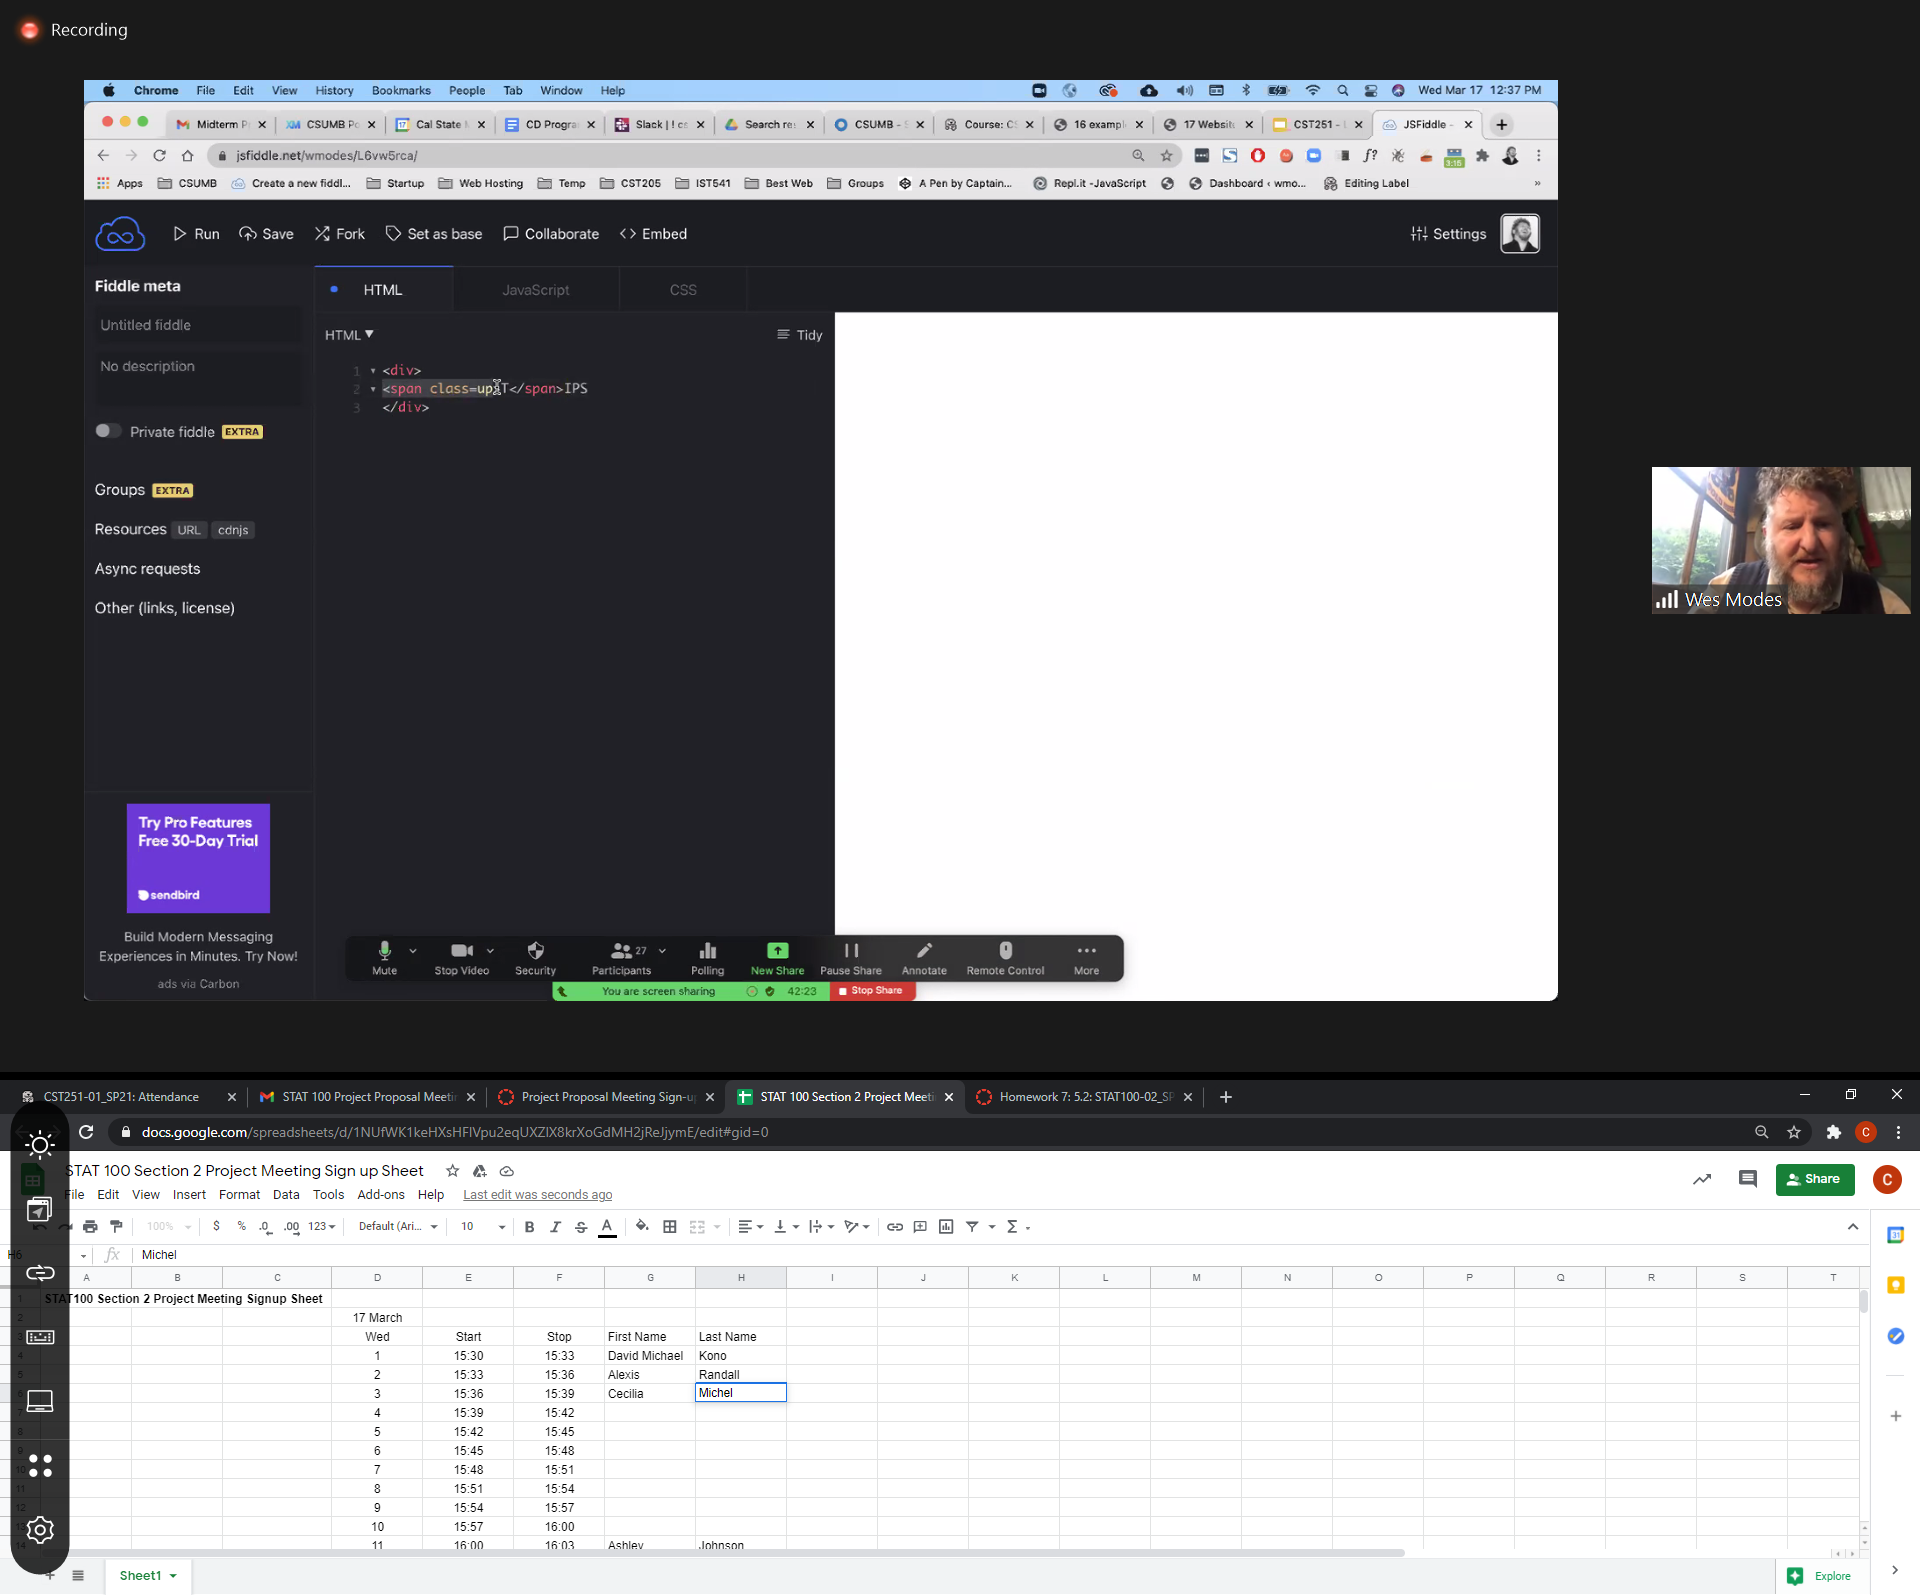 Recording
Chrome File Edit View History Bookmarks People Tab Window Help
Wed Mar 17 12:37 PM
Midterm P
CSUMB Po
Cal State
CD Progra
Slack | ! cs
Search re
CSUMB - S
Course: CS
16 exampl
17 Websit
CST251 - L
JSFiddle -
jsfiddle.net/wmodes/L6vw5rca/
3:15
Apps CSUMB Create a new fiddl... Startup Web Hosting Temp CST205 IST541 Best Web Groups A Pen by Captain... Repl.it -JavaScript Dashboard ‹ wmo... Editing Label »
Run Save Fork Set as base Collaborate Embed Settings
Fiddle meta
HTML JavaScript CSS
Untitled fiddle
No description
HTML Tidy
1 <div>
2 <span class=up T</span>IPS
3 </div>
Private fiddle EXTRA
Groups EXTRA
Resources URL cdnjs
Async requests
Other (links, license)
Wes Modes
Try Pro Features
Free 30-Day Trial
sendbird
Build Modern Messaging
Experiences in Minutes. Try Now!
ads via Carbon
27
Mute Stop Video Security Participants Polling New Share Pause Share Annotate Remote Control More
You are screen sharing 42:23 Stop Share
CST251-01_SP21: Attendance
STAT 100 Project Proposal Meetin
Project Proposal Meeting Sign-u
STAT 100 Section 2 Project Meeti
Homework 7: 5.2: STAT100-02_SP
docs.google.com/spreadsheets/d/1NUfWK1keHXsHFlVpu2eqUXZlX8krXoGdMH2jReJjymE/edit#gid=0
C
STAT 100 Section 2 Project Meeting Sign up Sheet
Share
C
File Edit View Insert Format Data Tools Add-ons Help Last edit was seconds ago
100% $ % .0 .00 123 Default (Ari... 10 B I S A
H6 fx Michel
A B C D E F G H I J K L M N O P Q R S T
1 STAT100 Section 2 Project Meeting Signup Sheet
2 17 March
3 Wed Start Stop First Name Last Name
4 1 15:30 15:33 David Michael Kono
5 2 15:33 15:36 Alexis Randall
6 3 15:36 15:39 Cecilia Michel
7 4 15:39 15:42
8 5 15:42 15:45
9 6 15:45 15:48
10 7 15:48 15:51
11 8 15:51 15:54
12 9 15:54 15:57
13 10 15:57 16:00
14 11 16:00 16:03 Ashley Johnson
Sheet1
Explore